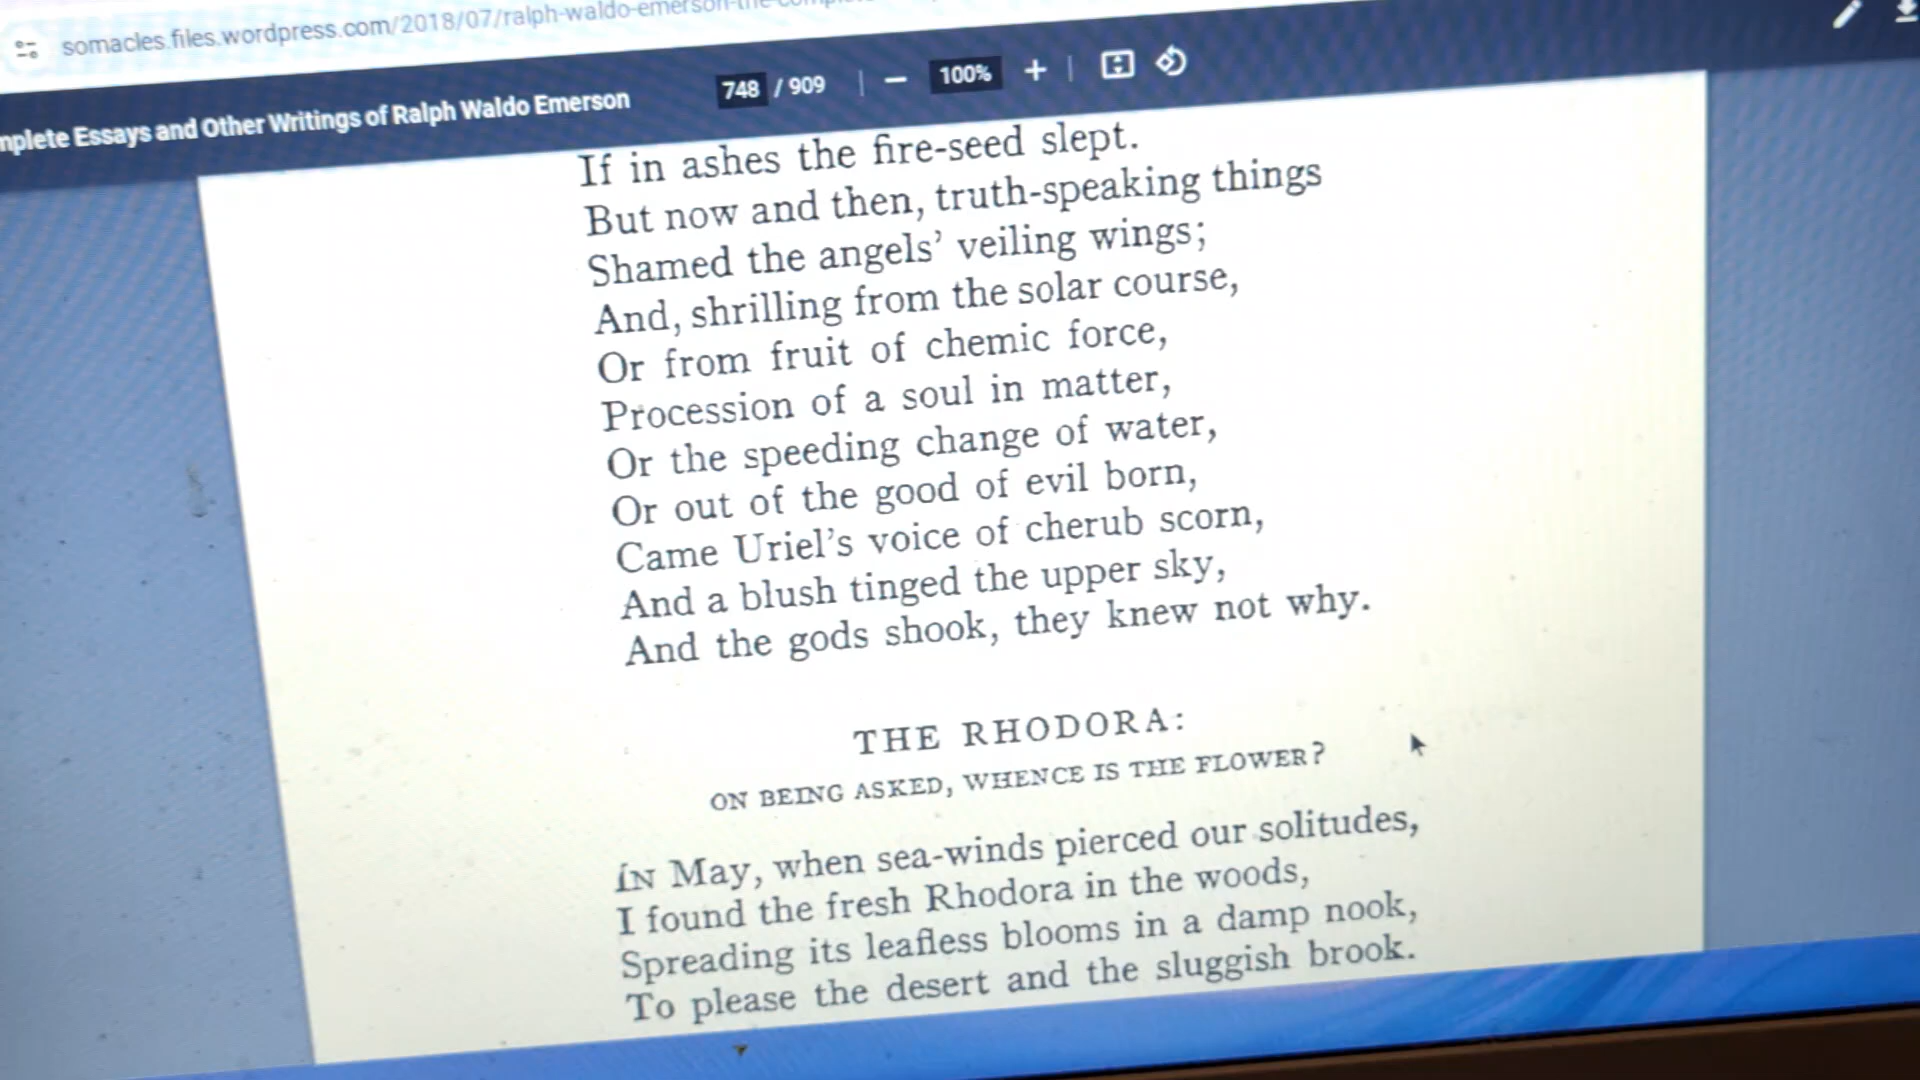 somacles.files.wordpress.com/2018/07/ralph-waldo-emerson-the-comple
mplete Essays and Other Writings of Ralph Waldo Emerson
748 / 909
100%
If in ashes the fire-seed slept.
But now and then, truth-speaking things
Shamed the angels’ veiling wings;
And, shrilling from the solar course,
Or from fruit of chemic force,
Procession of a soul in matter,
Or the speeding change of water,
Or out of the good of evil born,
Came Uriel’s voice of cherub scorn,
And a blush tinged the upper sky,
And the gods shook, they knew not why.
THE RHODORA:
ON BEING ASKED, WHENCE IS THE FLOWER?
IN May, when sea-winds pierced our solitudes,
I found the fresh Rhodora in the woods,
Spreading its leafless blooms in a damp nook,
To please the desert and the sluggish brook.